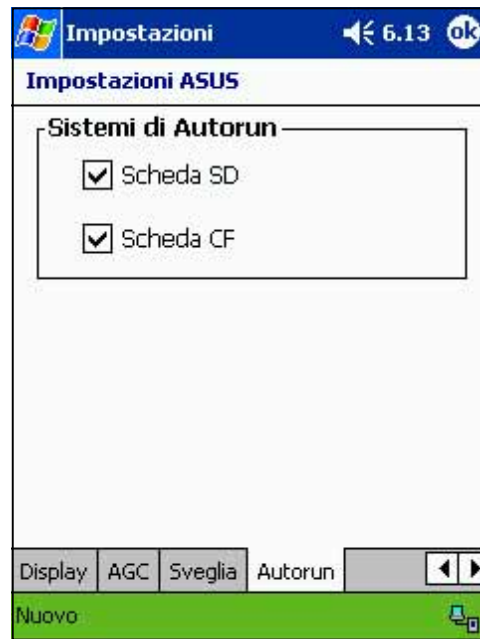 Impostazioni 6.13 ok
Impostazioni ASUS
Sistemi di Autorun
Scheda SD
Scheda CF
Display AGC Sveglia Autorun
Nuovo